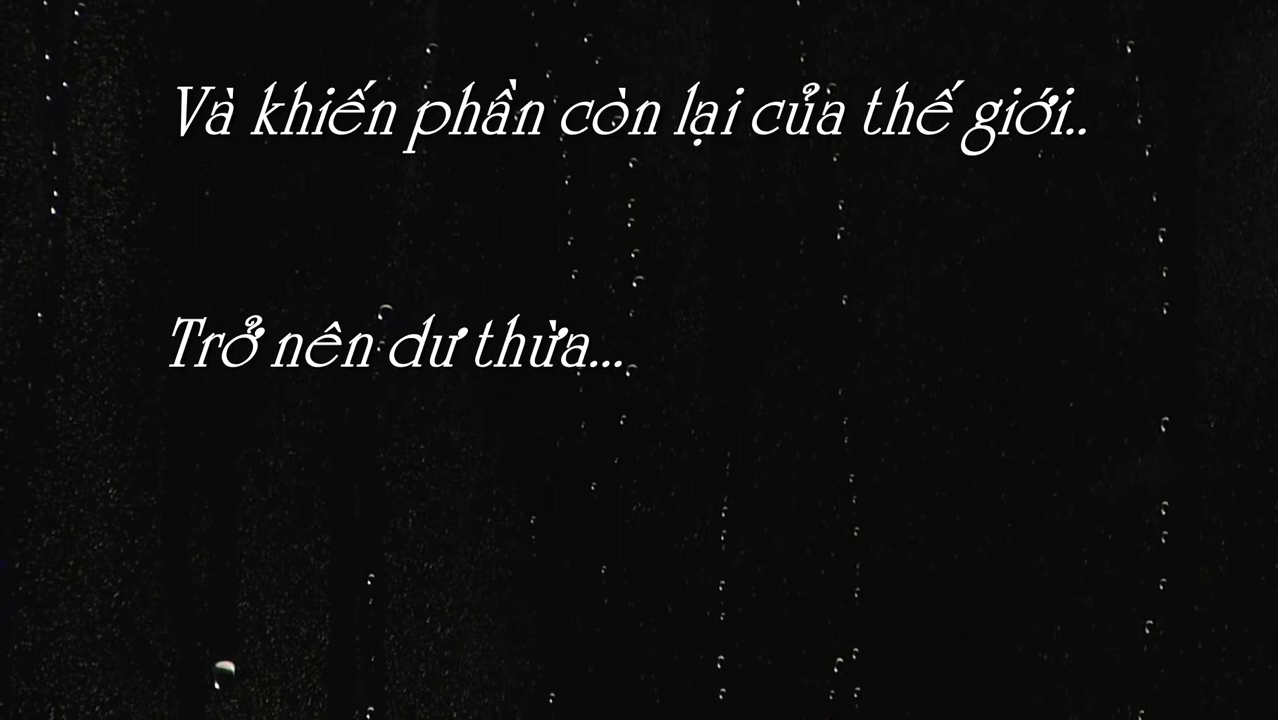 Và khiến phần còn lại của thế giới..
Trở nên dư thừa...